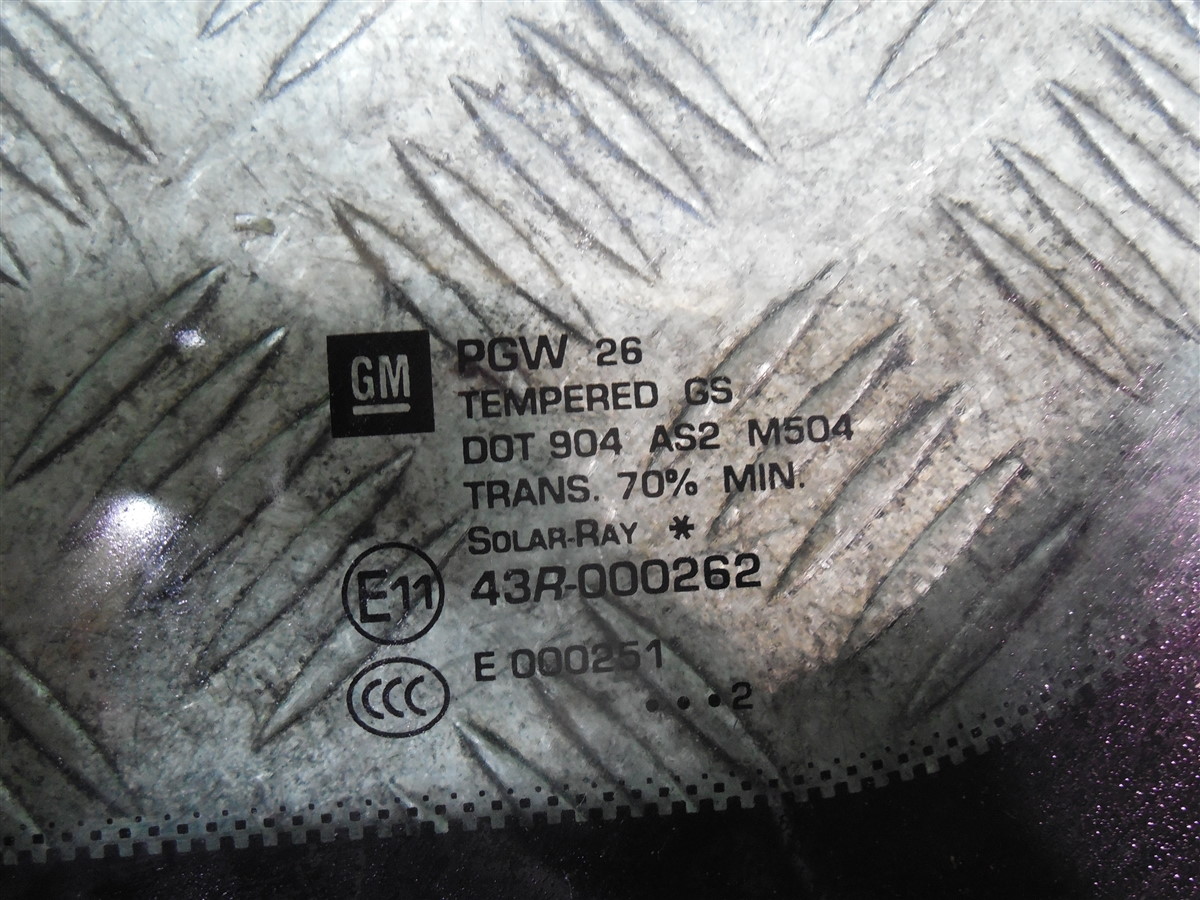 GM PGW 26
TEMPERED GS
DOT 904 AS2 M504
TRANS. 70% MIN.
SOLAR-RAY *
E11 43R-000262
E 000251
CCC
...2